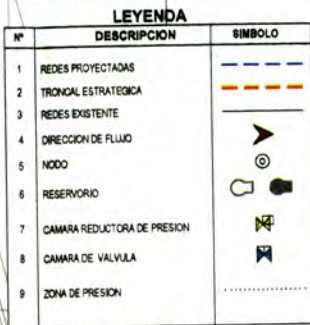 LEYENDA
N° DESCRIPCION SIMBOLO
1 REDES PROYECTADAS
2 TRONCAL ESTRATEGICA
3 REDES EXISTENTE
4 DIRECCION DE FLUJO
5 NODO
6 RESERVORIO
7 CAMARA REDUCTORA DE PRESION
8 CAMARA DE VALVULA
9 ZONA DE PRESION